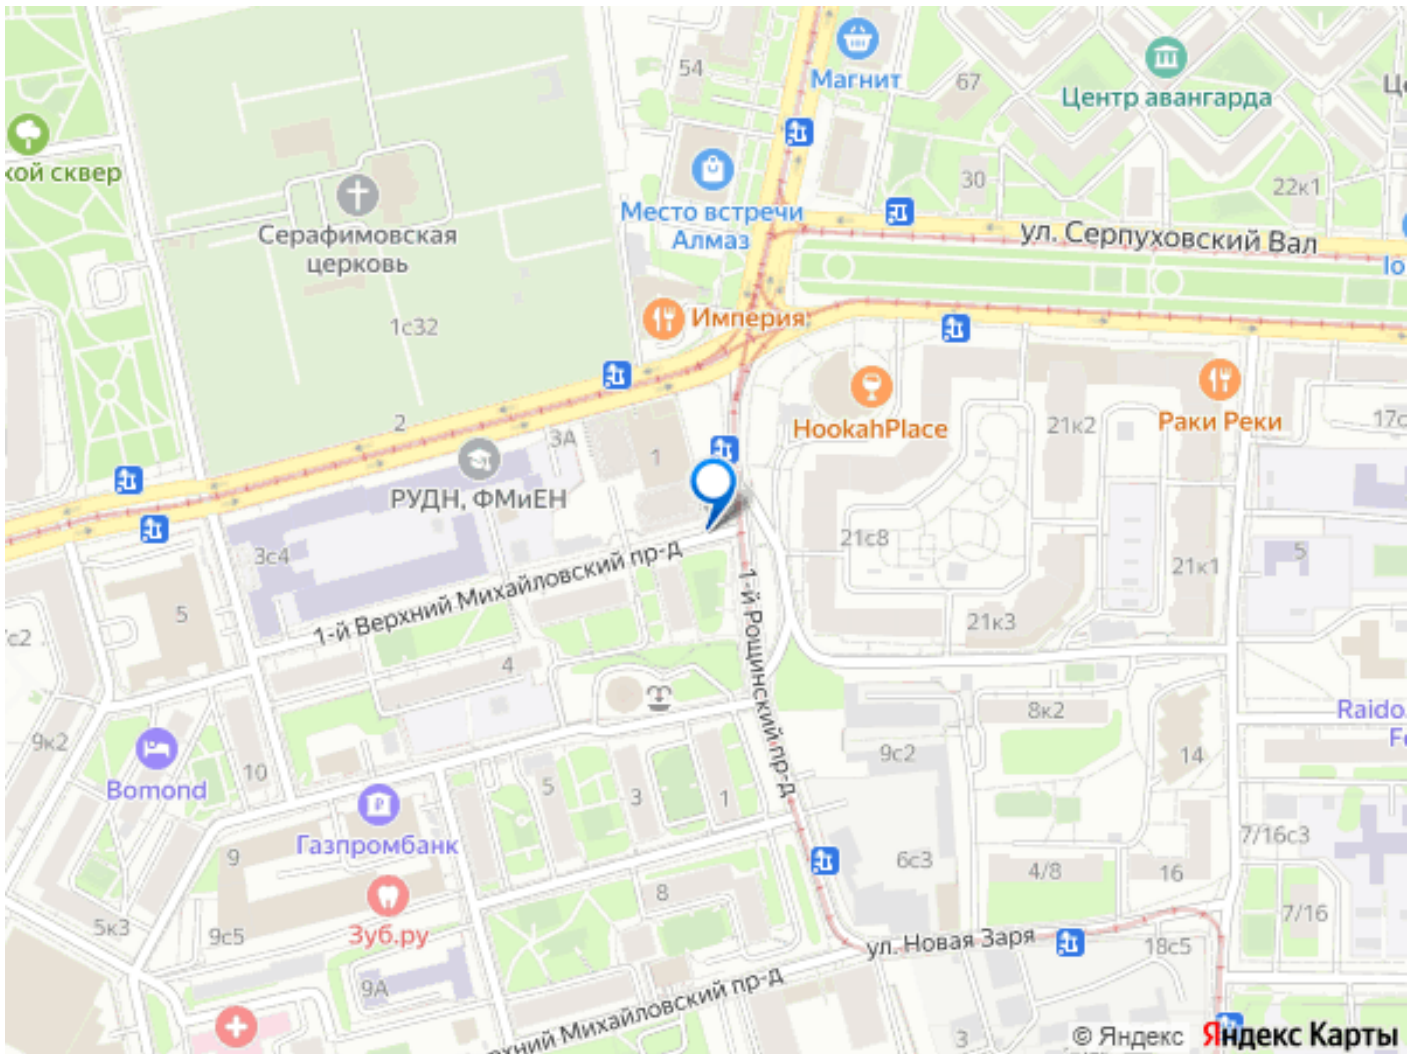 54
Магнит
67
Центр авангарда
кой сквер
30
22к1
Место встречи
Алмаз
Серафимовская
церковь
ул. Серпуховский Вал
1с32
Империя
HookahPlace
Раки Реки
21к2
17с
2
3А
1
РУДН, ФМиЕН
3с4
21с8
5
21к1
1-й Верхний Михайловский пр-д
1-й Рощинский пр-д
5
21к3
4
8к2
9к2
10
Bomond
9с2
14
5
3
1
Газпромбанк
9
7/16с3
6с3
4/8
16
8
7/16
5к3
9с5
Зуб.ру
ул. Новая Заря
18с5
9А
Михайловский пр-д
3
© Яндекс
Яндекс Карты